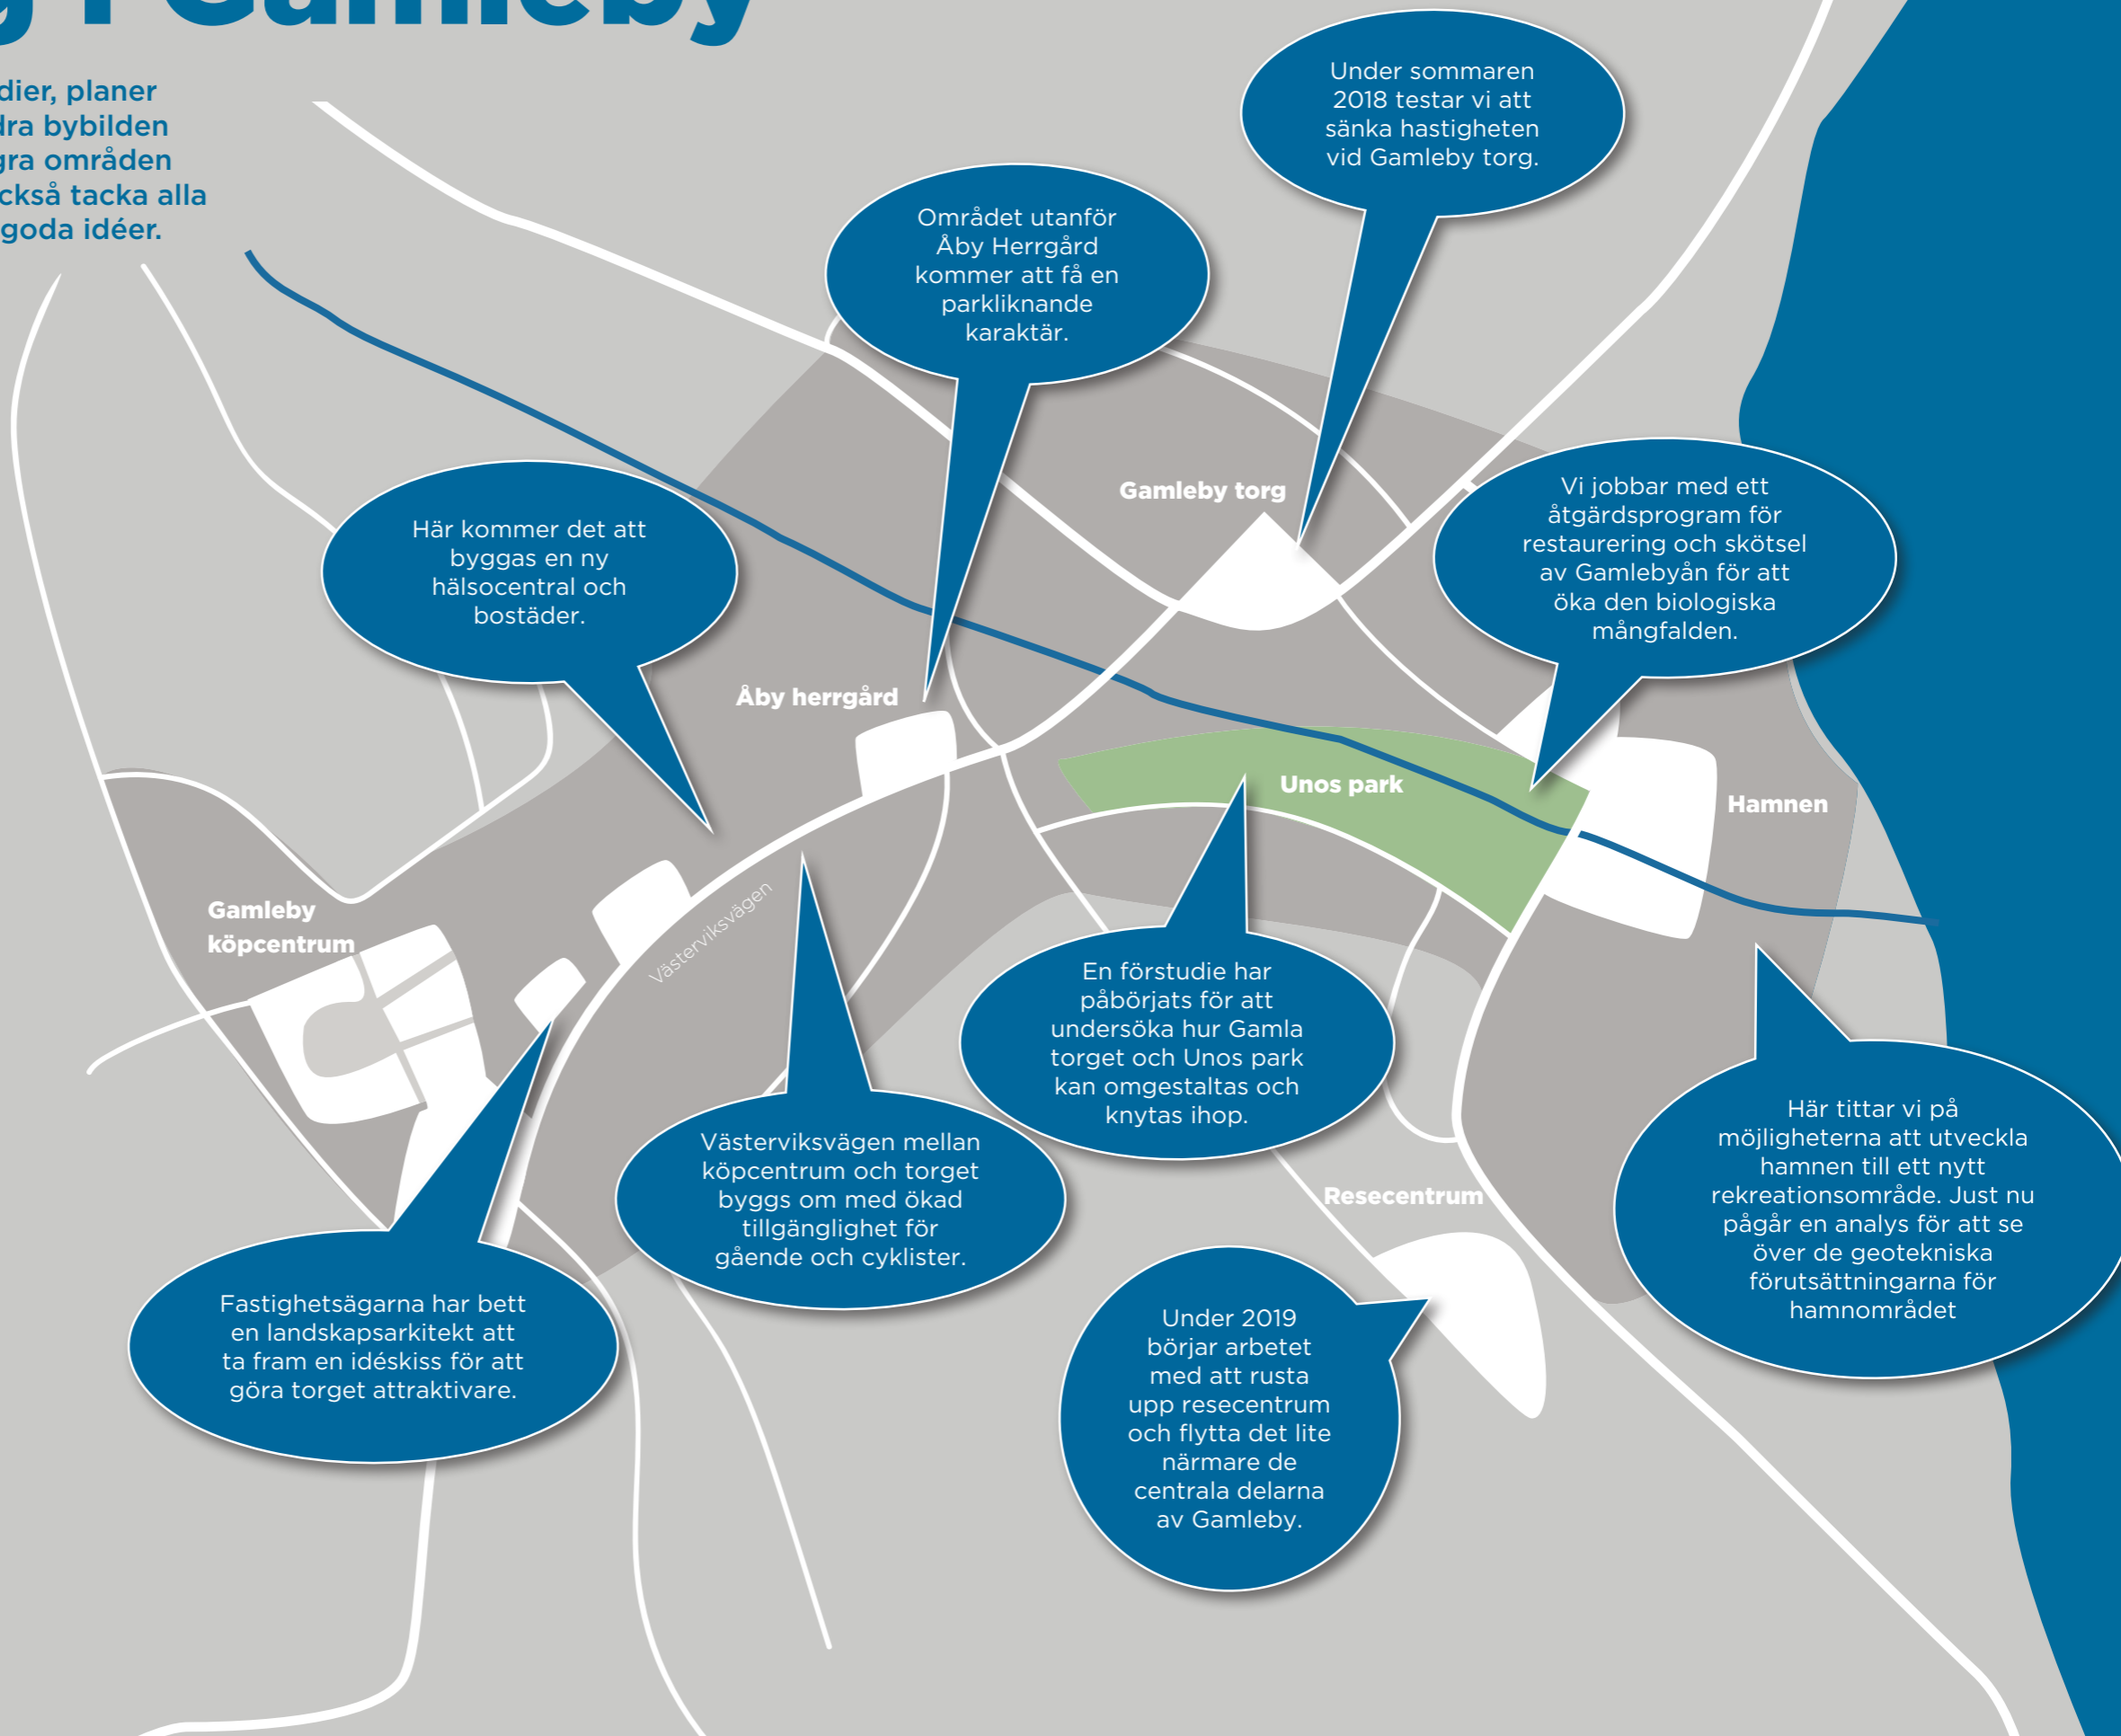 i Gamleby
planer
bybilden
områden
tacka alla
goda idéer.
Under sommaren
2018 testar vi att
sänka hastigheten
vid Gamleby torg.
Området utanför
Åby Herrgård
kommer att få en
parkliknande
karaktär.
Gamleby torg
Vi jobbar med ett
åtgärdsprogram för
restaurering och skötsel
av Gamlebyån för att
öka den biologiska
mångfalden.
Här kommer det att
byggas en ny
hälsocentral och
bostäder.
Åby herrgård
Unos park
Hamnen
Gamleby
köpcentrum
Västerviksvägen
En förstudie har
påbörjats för att
undersöka hur Gamla
torget och Unos park
kan omgestaltas och
knytas ihop.
Västerviksvägen mellan
köpcentrum och torget
byggs om med ökad
tillgänglighet för
gående och cyklister.
Här tittar vi på
möjligheterna att utveckla
hamnen till ett nytt
rekreationsområde. Just nu
pågår en analys för att se
över de geotekniska
förutsättningarna för
hamnområdet
Resecentrum
Fastighetsägarna har bett
en landskapsarkitekt att
ta fram en idéskiss för att
göra torget attraktivare.
Under 2019
börjar arbetet
med att rusta
upp resecentrum
och flytta det lite
närmare de
centrala delarna
av Gamleby.